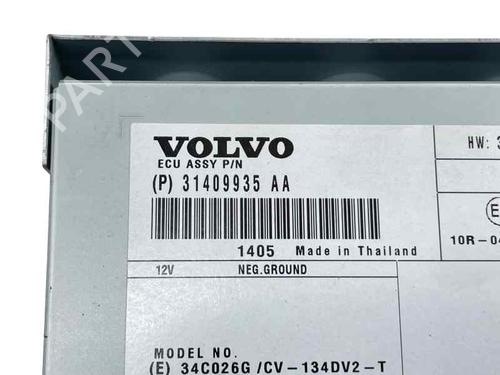 VOLVO
ECU ASSY P/N
(P) 31409935 AA
1405 Made in Thailand
12V NEG.GROUND
MODEL NO.
(E) 34C026G /CV-134DV2-T
HW: 3
E
10R-04